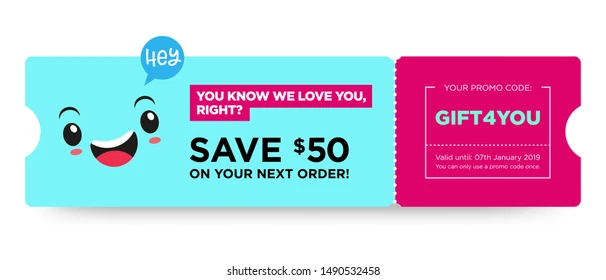 Hey
YOU KNOW WE LOVE YOU,
RIGHT?
SAVE $50
ON YOUR NEXT ORDER!
YOUR PROMO CODE:
GIFT4YOU
Valid until: 07th January 2019
You can only use a promo code once.
shutterstock.com · 1490532458